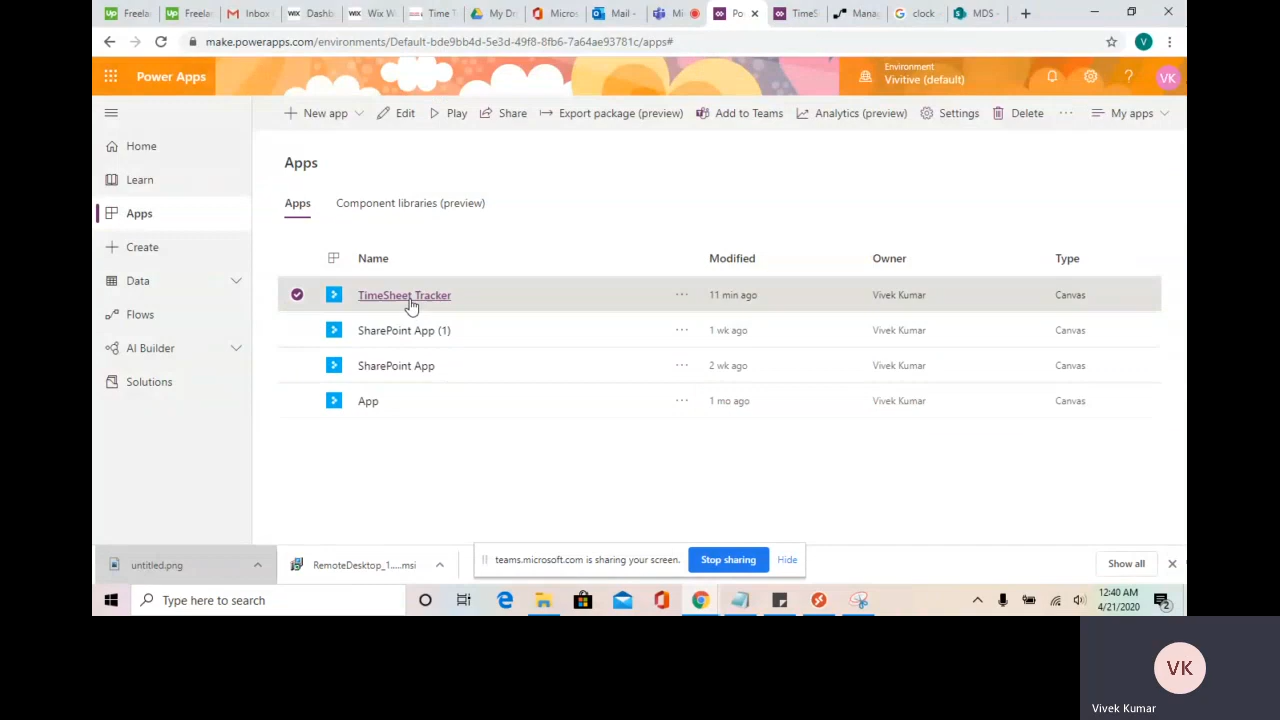 Freela
Freela
Inbox
WIX Dashb
WIX Wix W
Time T
My Dr
Micros
Mail -
Mi
Po
TimeS
Manag
clock
MDS -
make.powerapps.com/environments/Default-bde9bb4d-5e3d-49f8-8fb6-7a64ae93781c/apps#
V
Power Apps
Environment
Vivitive (default)
VK
New app
Edit
Play
Share
Export package (preview)
Add to Teams
Analytics (preview)
Settings
Delete
My apps
Home
Learn
Apps
Create
Data
Flows
AI Builder
Solutions
Apps
Apps
Component libraries (preview)
Name Modified Owner Type
TimeSheet Tracker ... 11 min ago Vivek Kumar Canvas
SharePoint App (1) ... 1 wk ago Vivek Kumar Canvas
SharePoint App ... 2 wk ago Vivek Kumar Canvas
App ... 1 mo ago Vivek Kumar Canvas
untitled.png
RemoteDesktop_1.....msi
teams.microsoft.com is sharing your screen.
Stop sharing
Hide
Show all
Type here to search
12:40 AM
4/21/2020
2
VK
Vivek Kumar